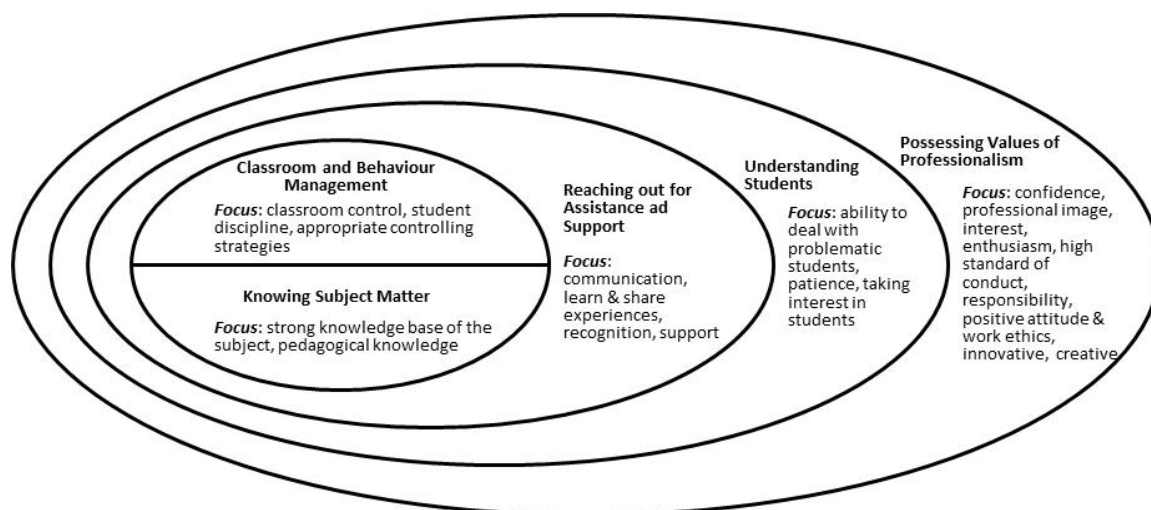 Classroom and Behaviour
Management
Focus: classroom control, student
discipline, appropriate controlling
strategies
Knowing Subject Matter
Focus: strong knowledge base of the
subject, pedagogical knowledge
Reaching out for
Assistance ad
Support
Focus:
communication,
learn & share
experiences,
recognition, support
Understanding
Students
Focus: ability to
deal with
problematic
students,
patience, taking
interest in
students
Possessing Values of
Professionalism
Focus: confidence,
professional image,
interest,
enthusiasm, high
standard of
conduct,
responsibility,
positive attitude &
work ethics,
innovative, creative